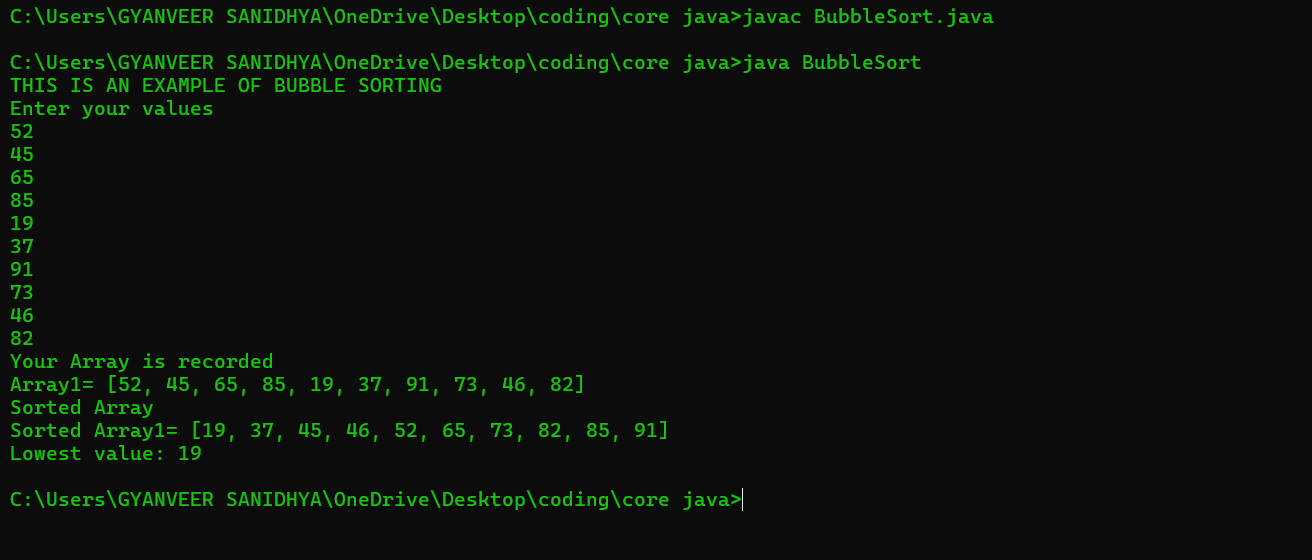 C:\Users\GYANVEER SANIDHYA\OneDrive\Desktop\coding\core java>javac BubbleSort.java
C:\Users\GYANVEER SANIDHYA\OneDrive\Desktop\coding\core java>java BubbleSort
THIS IS AN EXAMPLE OF BUBBLE SORTING
Enter your values
52
45
65
85
19
37
91
73
46
82
Your Array is recorded
Array1= [52, 45, 65, 85, 19, 37, 91, 73, 46, 82]
Sorted Array
Sorted Array1= [19, 37, 45, 46, 52, 65, 73, 82, 85, 91]
Lowest value: 19
C:\Users\GYANVEER SANIDHYA\OneDrive\Desktop\coding\core java>